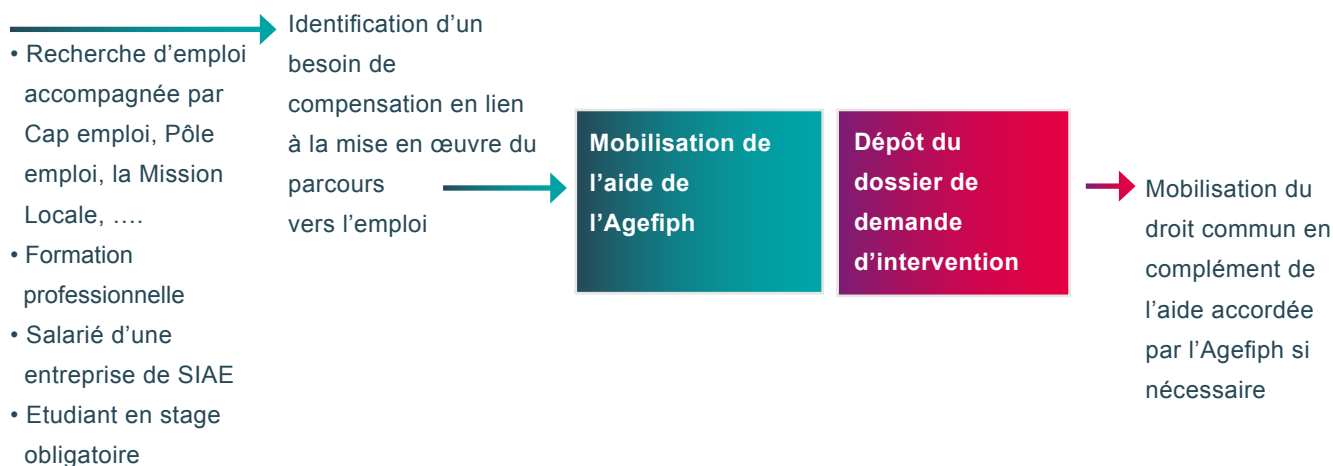 • Recherche d’emploi
accompagnée par
Cap emploi, Pôle
emploi, la Mission
Locale, ….
• Formation
professionnelle
• Salarié d’une
entreprise de SIAE
• Etudiant en stage
obligatoire
Identification d’un
besoin de
compensation en lien
à la mise en œuvre du
parcours
vers l’emploi
Mobilisation de
l’aide de
l’Agefiph
Dépôt du
dossier de
demande
d’intervention
Mobilisation du
droit commun en
complément de
l’aide accordée
par l’Agefiph si
nécessaire